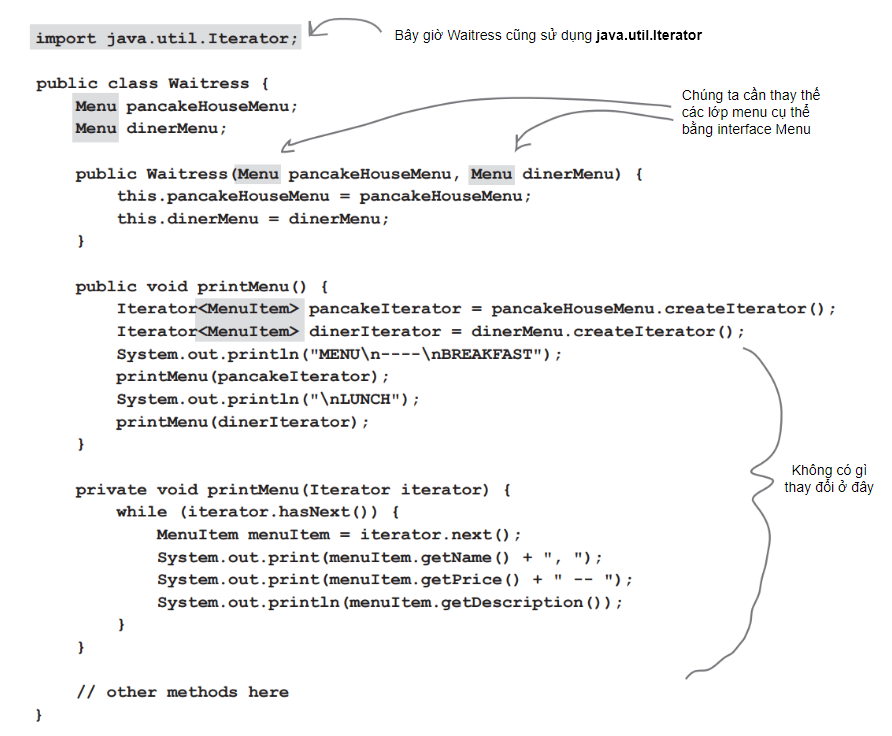 import java.util.Iterator;
Bây giờ Waitress cũng sử dụng java.util.Iterator
public class Waitress {
Menu pancakeHouseMenu;
Menu dinerMenu;
Chúng ta cần thay thế
các lớp menu cụ thể
bằng interface Menu
public Waitress(Menu pancakeHouseMenu, Menu dinerMenu) {
this.pancakeHouseMenu = pancakeHouseMenu;
this.dinerMenu = dinerMenu;
}
public void printMenu() {
Iterator<MenuItem> pancakeIterator = pancakeHouseMenu.createIterator();
Iterator<MenuItem> dinerIterator = dinerMenu.createIterator();
System.out.println("MENU\n----\nBREAKFAST");
printMenu(pancakeIterator);
System.out.println("\nLUNCH");
printMenu(dinerIterator);
}
Không có gì
thay đổi ở đây
private void printMenu(Iterator iterator) {
while (iterator.hasNext()) {
MenuItem menuItem = iterator.next();
System.out.print(menuItem.getName() + ", ");
System.out.print(menuItem.getPrice() + " -- ");
System.out.println(menuItem.getDescription());
}
}
// other methods here
}